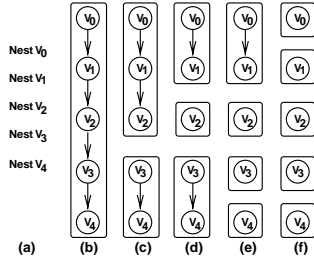 V0 V0 V0 V0 V0
Nest V0
V1 V1 V1 V1 V1
Nest V1
Nest V2
V2 V2 V2 V2 V2
Nest V3
Nest V4
V3 V3 V3 V3 V3
V4 V4 V4 V4 V4
(a) (b) (c) (d) (e) (f)